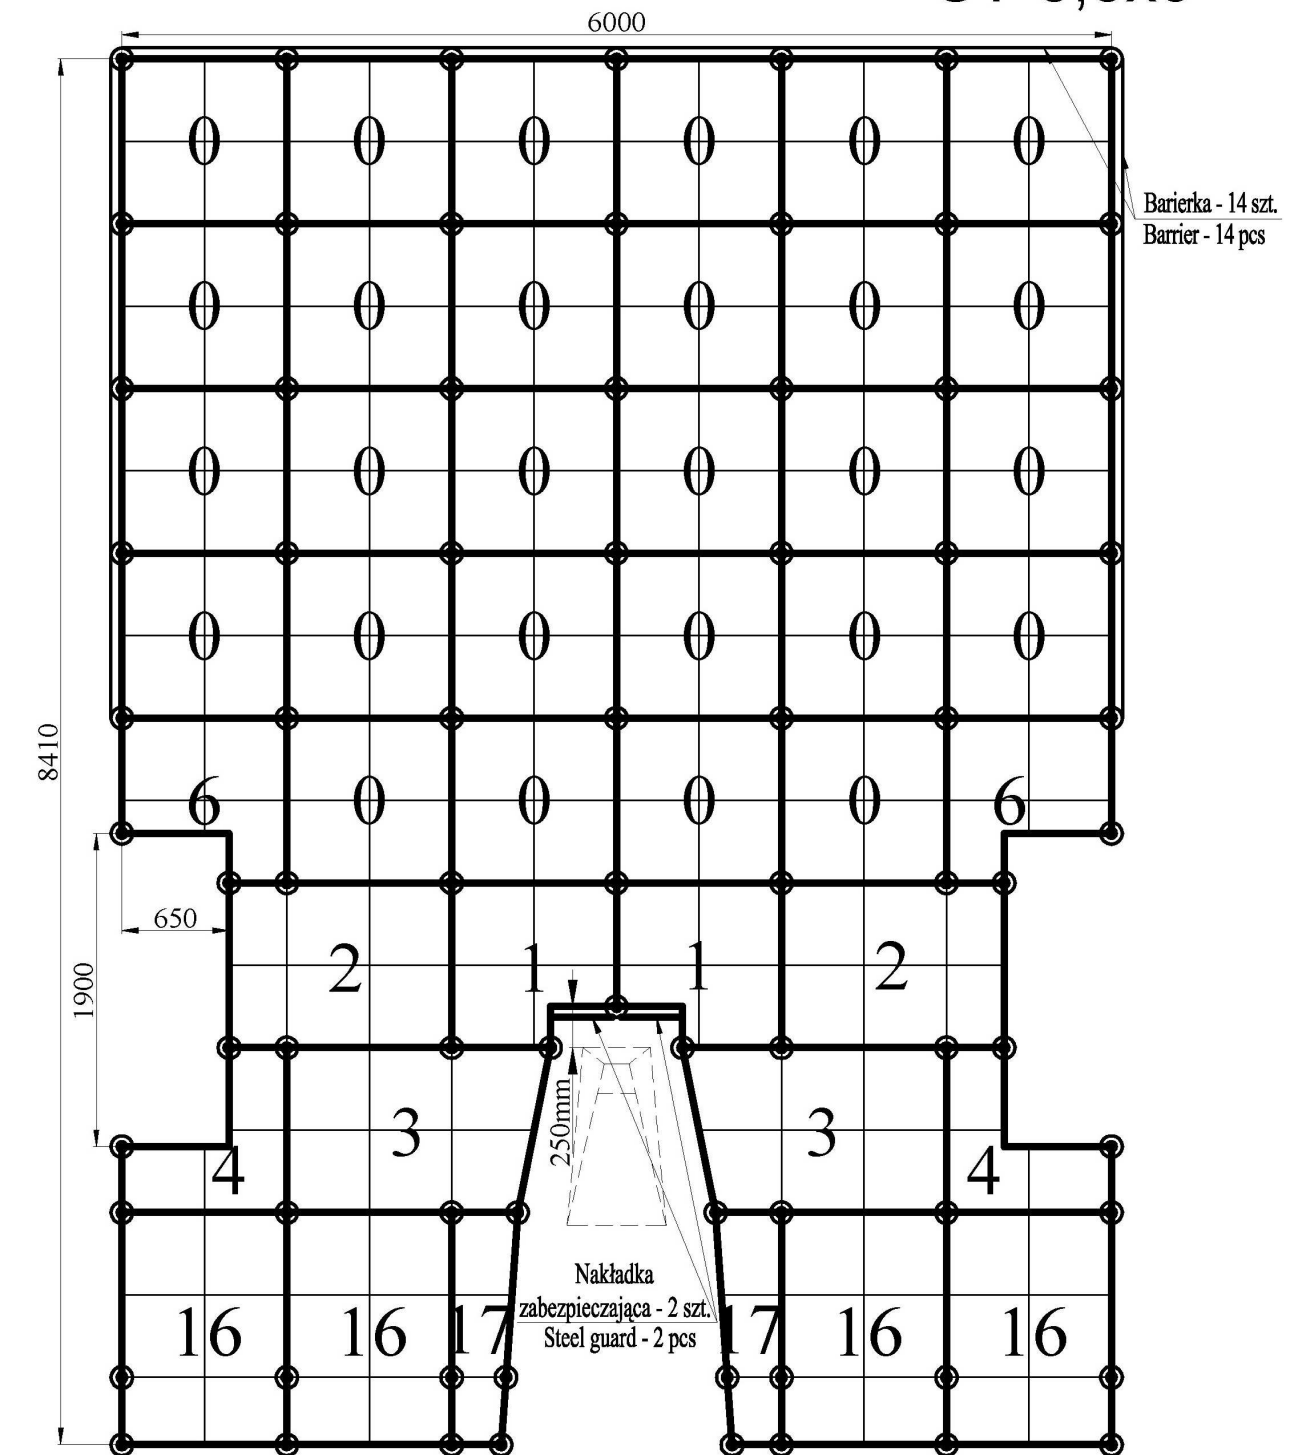 6000
0 0 0 0 0 0
Barierka - 14 szt.
Barrier - 14 pcs
0 0 0 0 0 0
0 0 0 0 0 0
0 0 0 0 0 0
8410
6 0 0 0 0 6
650
1900
2 1 1 2
250mm
3 3
4 4
Nakładka
zabezpieczająca - 2 szt.
Steel guard - 2 pcs
16 16 17 17 16 16